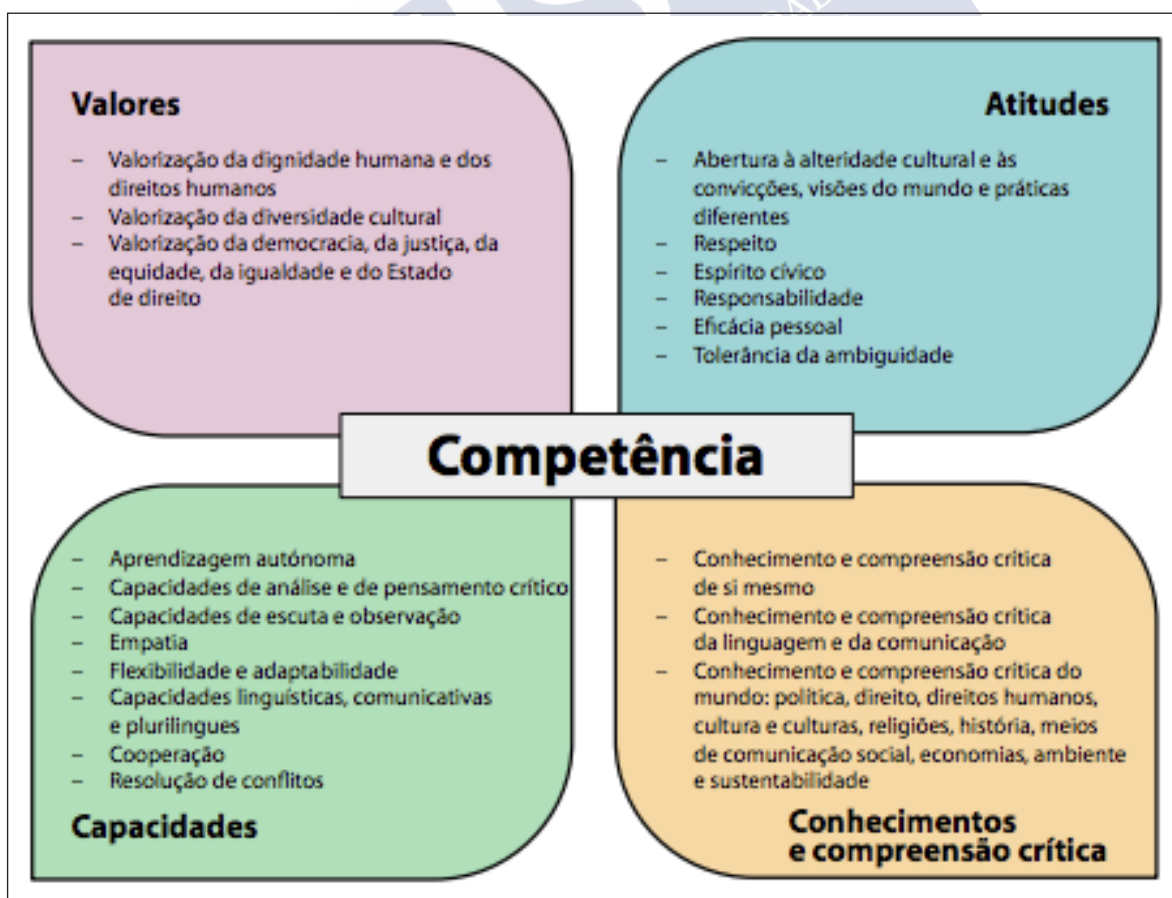 Valores
– Valorização da dignidade humana e dos
direitos humanos
– Valorização da diversidade cultural
– Valorização da democracia, da justiça, da
equidade, da igualdade e do Estado
de direito
Atitudes
– Abertura à alteridade cultural e às
convicções, visões do mundo e práticas
diferentes
– Respeito
– Espírito cívico
– Responsabilidade
– Eficácia pessoal
– Tolerância da ambiguidade
Competência
– Aprendizagem autónoma
– Capacidades de análise e de pensamento crítico
– Capacidades de escuta e observação
– Empatia
– Flexibilidade e adaptabilidade
– Capacidades linguísticas, comunicativas
e plurilingues
– Cooperação
– Resolução de conflitos
Capacidades
– Conhecimento e compreensão crítica
de si mesmo
– Conhecimento e compreensão crítica
da linguagem e da comunicação
– Conhecimento e compreensão crítica do
mundo: política, direito, direitos humanos,
cultura e culturas, religiões, história, meios
de comunicação social, economias, ambiente
e sustentabilidade
Conhecimentos
e compreensão crítica